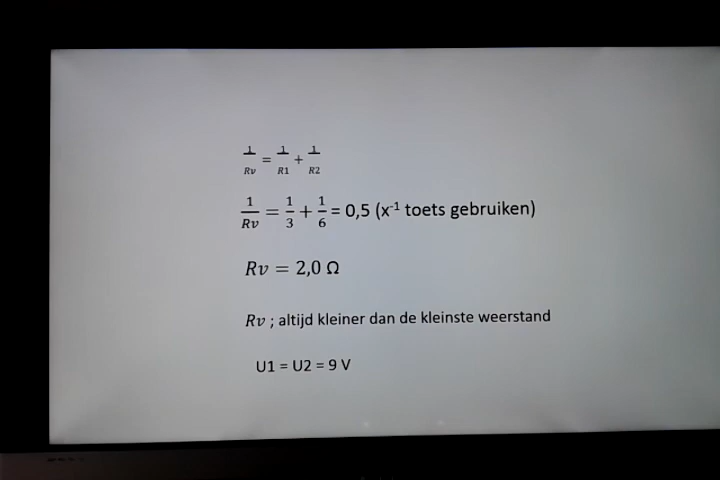 1/Rv = 1/R1 + 1/R2
1/Rv = 1/3 + 1/6 = 0,5 (x⁻¹ toets gebruiken)
Rv = 2,0 Ω
Rv ; altijd kleiner dan de kleinste weerstand
U1 = U2 = 9 V